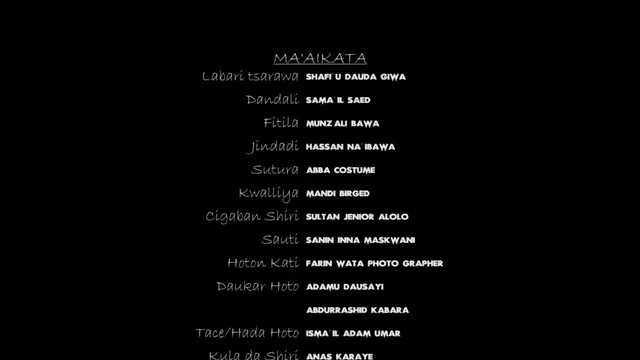 MA'AIKATA
Labari tsarawa SHAFI'U DAUDA GIWA
Dandali SAMA'IL SAED
Fitila MUNZALI BAWA
Jindadi HASSAN NA'IBAWA
Sutura ABBA COSTUME
Kwalliya MANDI BIRGED
Cigaban Shiri SULTAN JENIOR ALOLO
Sauti SANIN INNA MASKWANI
Hoton Kati FARIN WATA PHOTO GRAPHER
Daukar Hoto ADAMU DAUSAYI
ABDURRASHID KABARA
Tace/Hada Hoto ISMA'IL ADAM UMAR
Kula da Shiri ANAS KARAYE